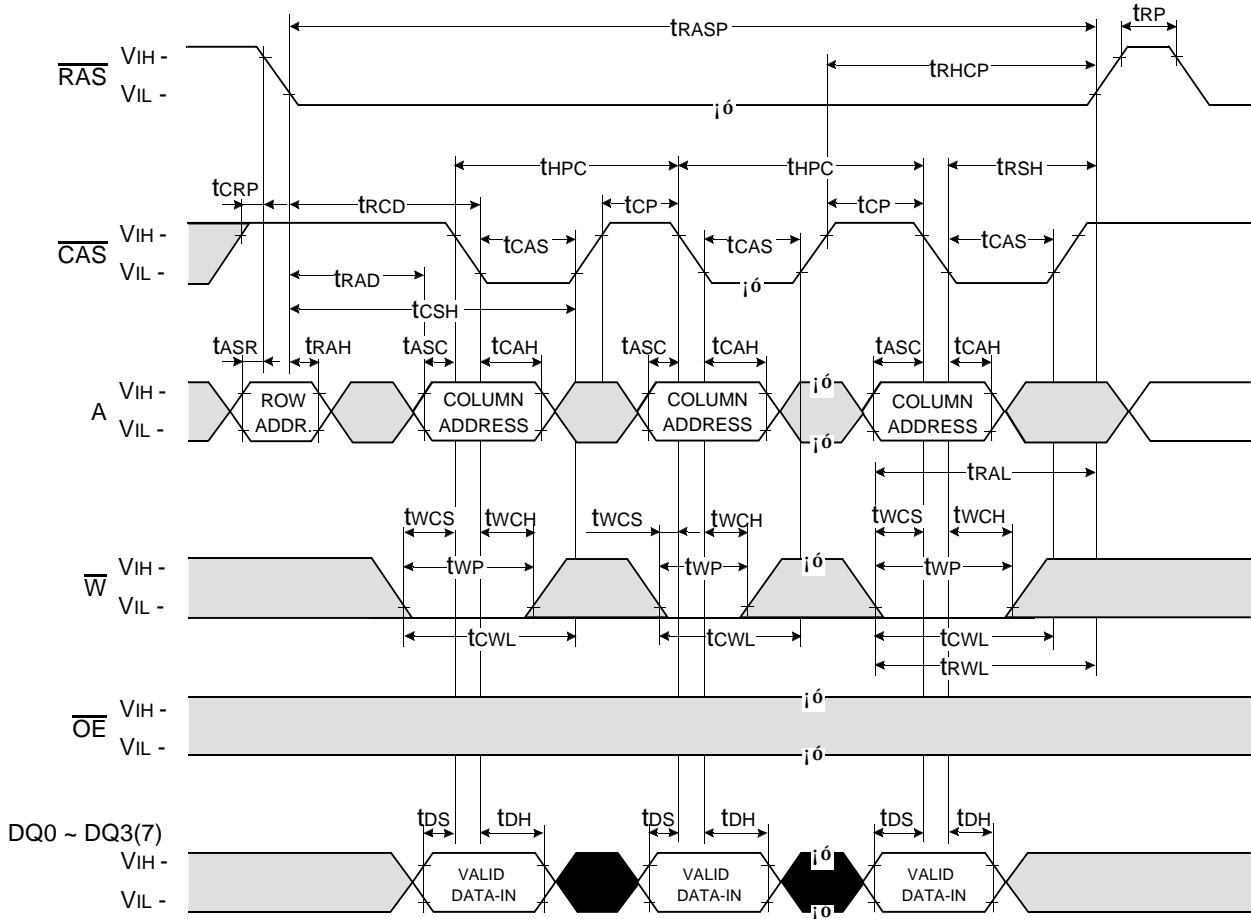 tRASP
tRP
RAS
VIH -
VIL -
tRHCP
¡ó
tHPC
tHPC
tRSH
tCRP
tRCD
tCP
tCP
CAS
VIH -
VIL -
tCAS
tCAS
tCAS
tRAD
¡ó
tCSH
tASR
tRAH
tASC
tCAH
tASC
tCAH
tASC
tCAH
A
VIH -
VIL -
ROW
ADDR.
COLUMN
ADDRESS
COLUMN
ADDRESS
¡ó
¡ó
COLUMN
ADDRESS
tRAL
tWCS
tWCH
tWCS
tWCH
tWCS
tWCH
W
VIH -
VIL -
tWP
tWP
¡ó
tWP
tCWL
tCWL
tCWL
tRWL
OE
VIH -
VIL -
¡ó
¡ó
tDS
tDH
tDS
tDH
tDS
tDH
DQ0 ~ DQ3(7)
VIH -
VIL -
VALID
DATA-IN
VALID
DATA-IN
¡ó
¡ó
VALID
DATA-IN